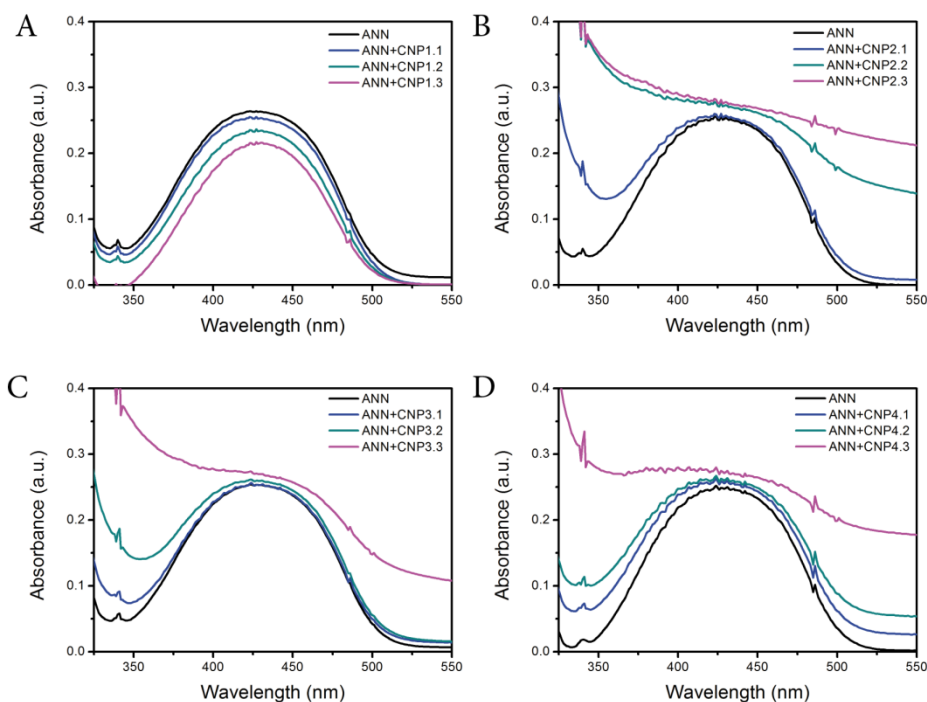 A
Absorbance (a.u.)
0.4
0.3
0.2
0.1
0.0
350
400
450
500
550
Wavelength (nm)
ANN
ANN+CNP1.1
ANN+CNP1.2
ANN+CNP1.3
B
Absorbance (a.u.)
0.4
0.3
0.2
0.1
0.0
350
400
450
500
550
Wavelength (nm)
ANN
ANN+CNP2.1
ANN+CNP2.2
ANN+CNP2.3
C
Absorbance (a.u.)
0.4
0.3
0.2
0.1
0.0
350
400
450
500
550
Wavelength (nm)
ANN
ANN+CNP3.1
ANN+CNP3.2
ANN+CNP3.3
D
Absorbance (a.u.)
0.4
0.3
0.2
0.1
0.0
350
400
450
500
550
Wavelength (nm)
ANN
ANN+CNP4.1
ANN+CNP4.2
ANN+CNP4.3